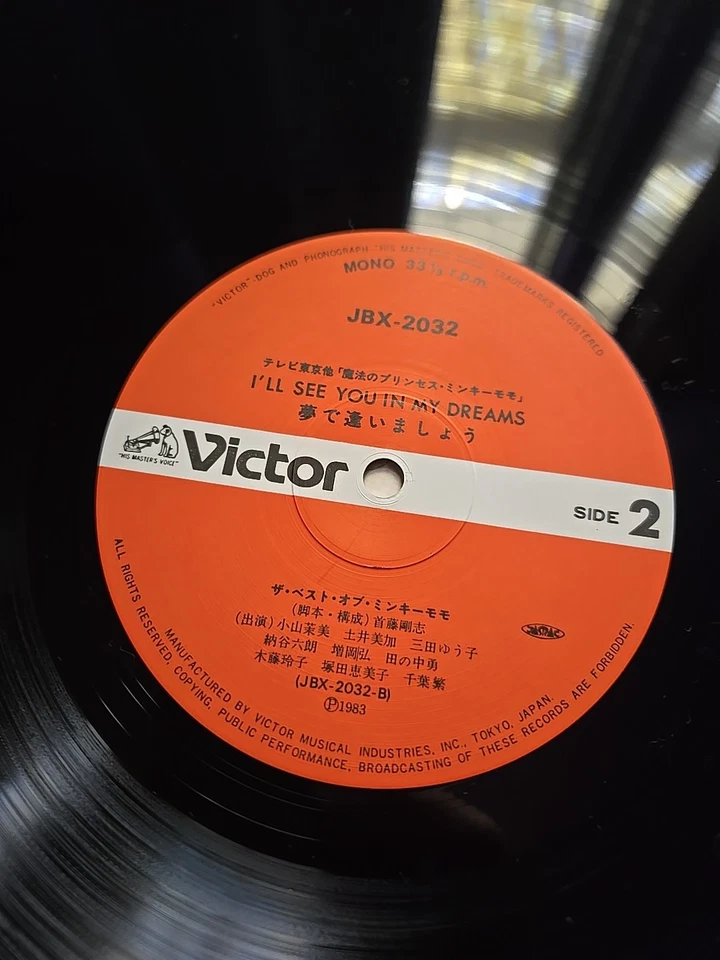 "VICTOR"-DOG AND PHONOGRAPH "HIS MASTER'S VOICE" TRADEMARKS REGISTERED
MONO 33⅓ r.p.m.
JBX-2032
テレビ東京他「魔法のプリンセス・ミンキーモモ」
I'LL SEE YOU IN MY DREAMS
夢で逢いましょう
"HIS MASTER'S VOICE"
Victor
SIDE 2
ザ・ベスト・オブ・ミンキーモモ
(脚本・構成)首藤剛志
(出演)小山茉美 土井美加 三田ゆう子
納谷六朗 増岡弘 田の中勇
木藤玲子 塚田恵美子 千葉繁
(JBX-2032-B)
Ⓟ1983
JASRAC
ALL RIGHTS RESERVED, COPYING, PUBLIC PERFORMANCE, BROADCASTING OF THESE RECORDS ARE FORBIDDEN.
MANUFACTURED BY VICTOR MUSICAL INDUSTRIES, INC., TOKYO, JAPAN.